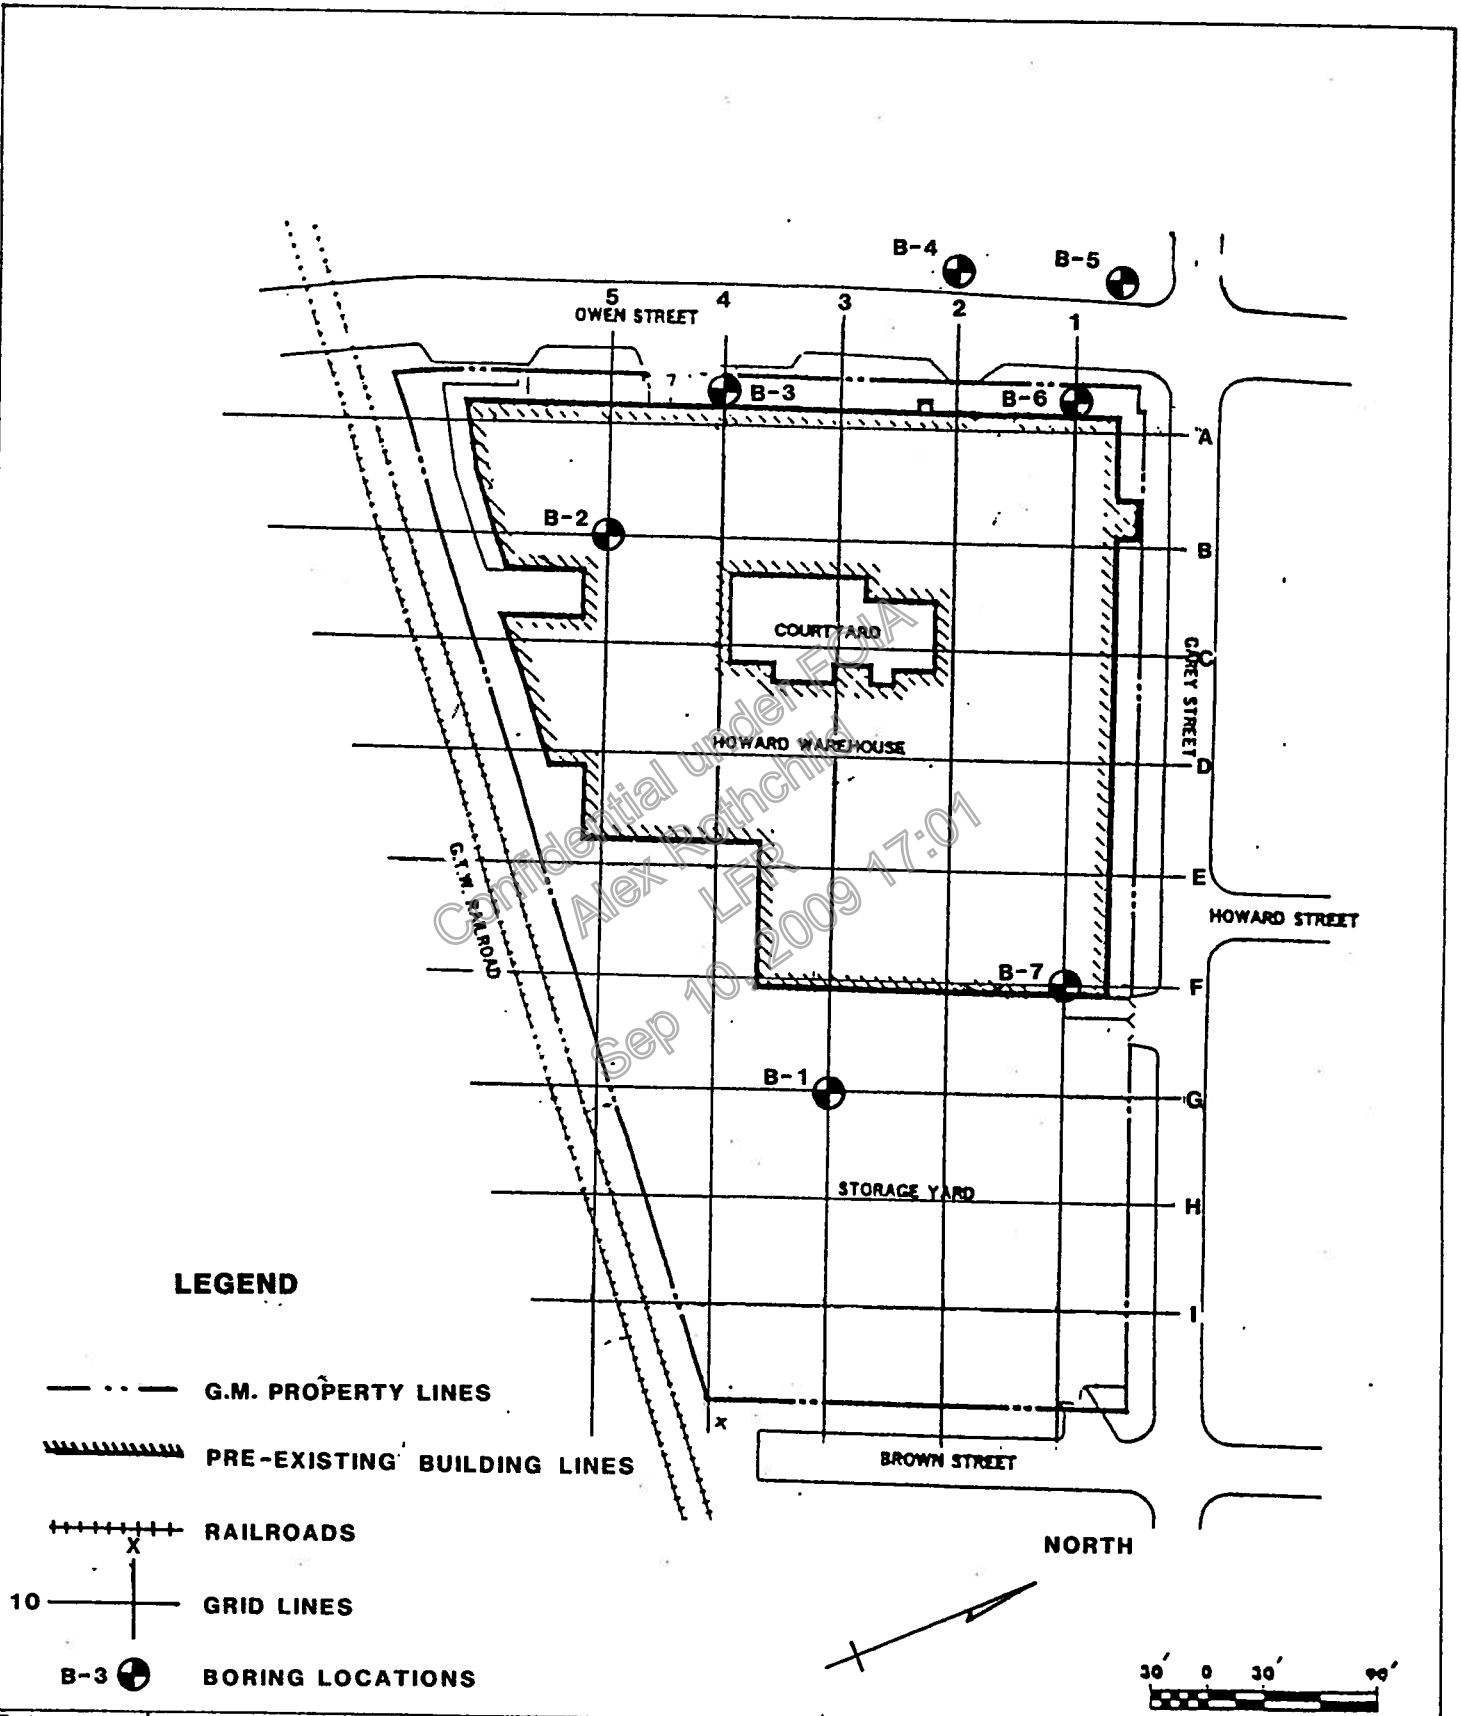 B-4
B-5
5
4
3
2
1
OWEN STREET
B-3
B-6
A
B-2
B
COURTYARD
C
GAREY STREET
HOWARD WAREHOUSE
D
G.T.W. RAILROAD
E
HOWARD STREET
B-7
F
B-1
G
STORAGE YARD
H
I
Confidential under FOIA
Alex Rothchild
LFR
Sep 10, 2009 17:01
LEGEND
G.M. PROPERTY LINES
PRE-EXISTING BUILDING LINES
RAILROADS
X
10
GRID LINES
B-3
BORING LOCATIONS
x
BROWN STREET
NORTH
30' 0 30' 90'